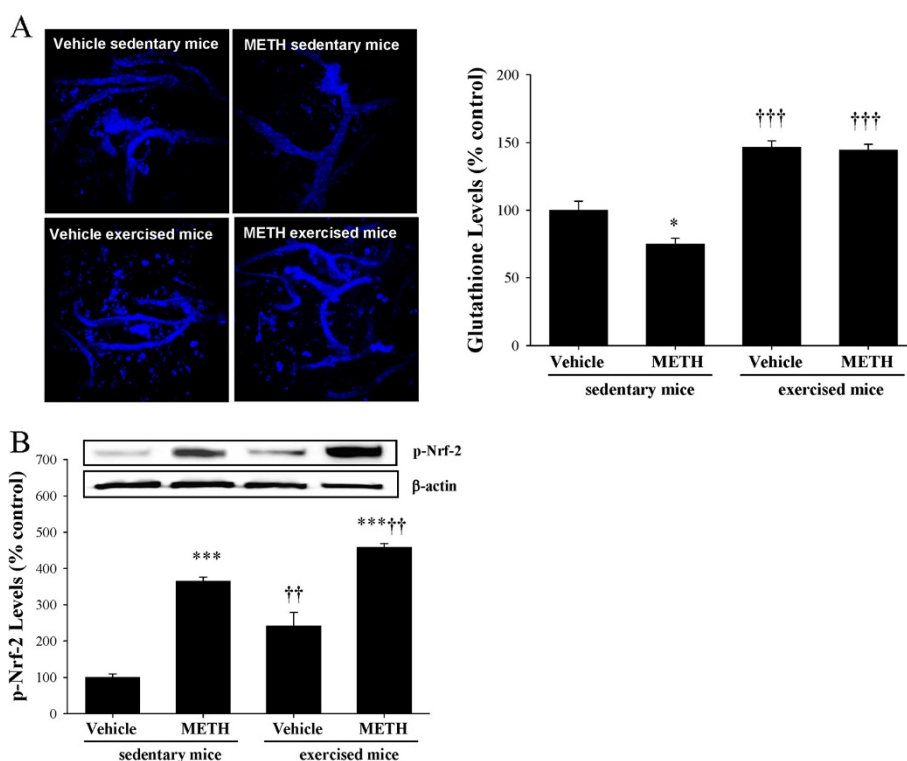 A
Vehicle sedentary mice
METH sedentary mice
Vehicle exercised mice
METH exercised mice
Glutathione Levels (% control)
200
150
100
50
0
†††
†††
*
Vehicle
METH
Vehicle
METH
sedentary mice
exercised mice
B
p-Nrf-2
β-actin
p-Nrf-2 Levels (% control)
700
600
500
400
300
200
100
0
***
††
***††
Vehicle
METH
Vehicle
METH
sedentary mice
exercised mice